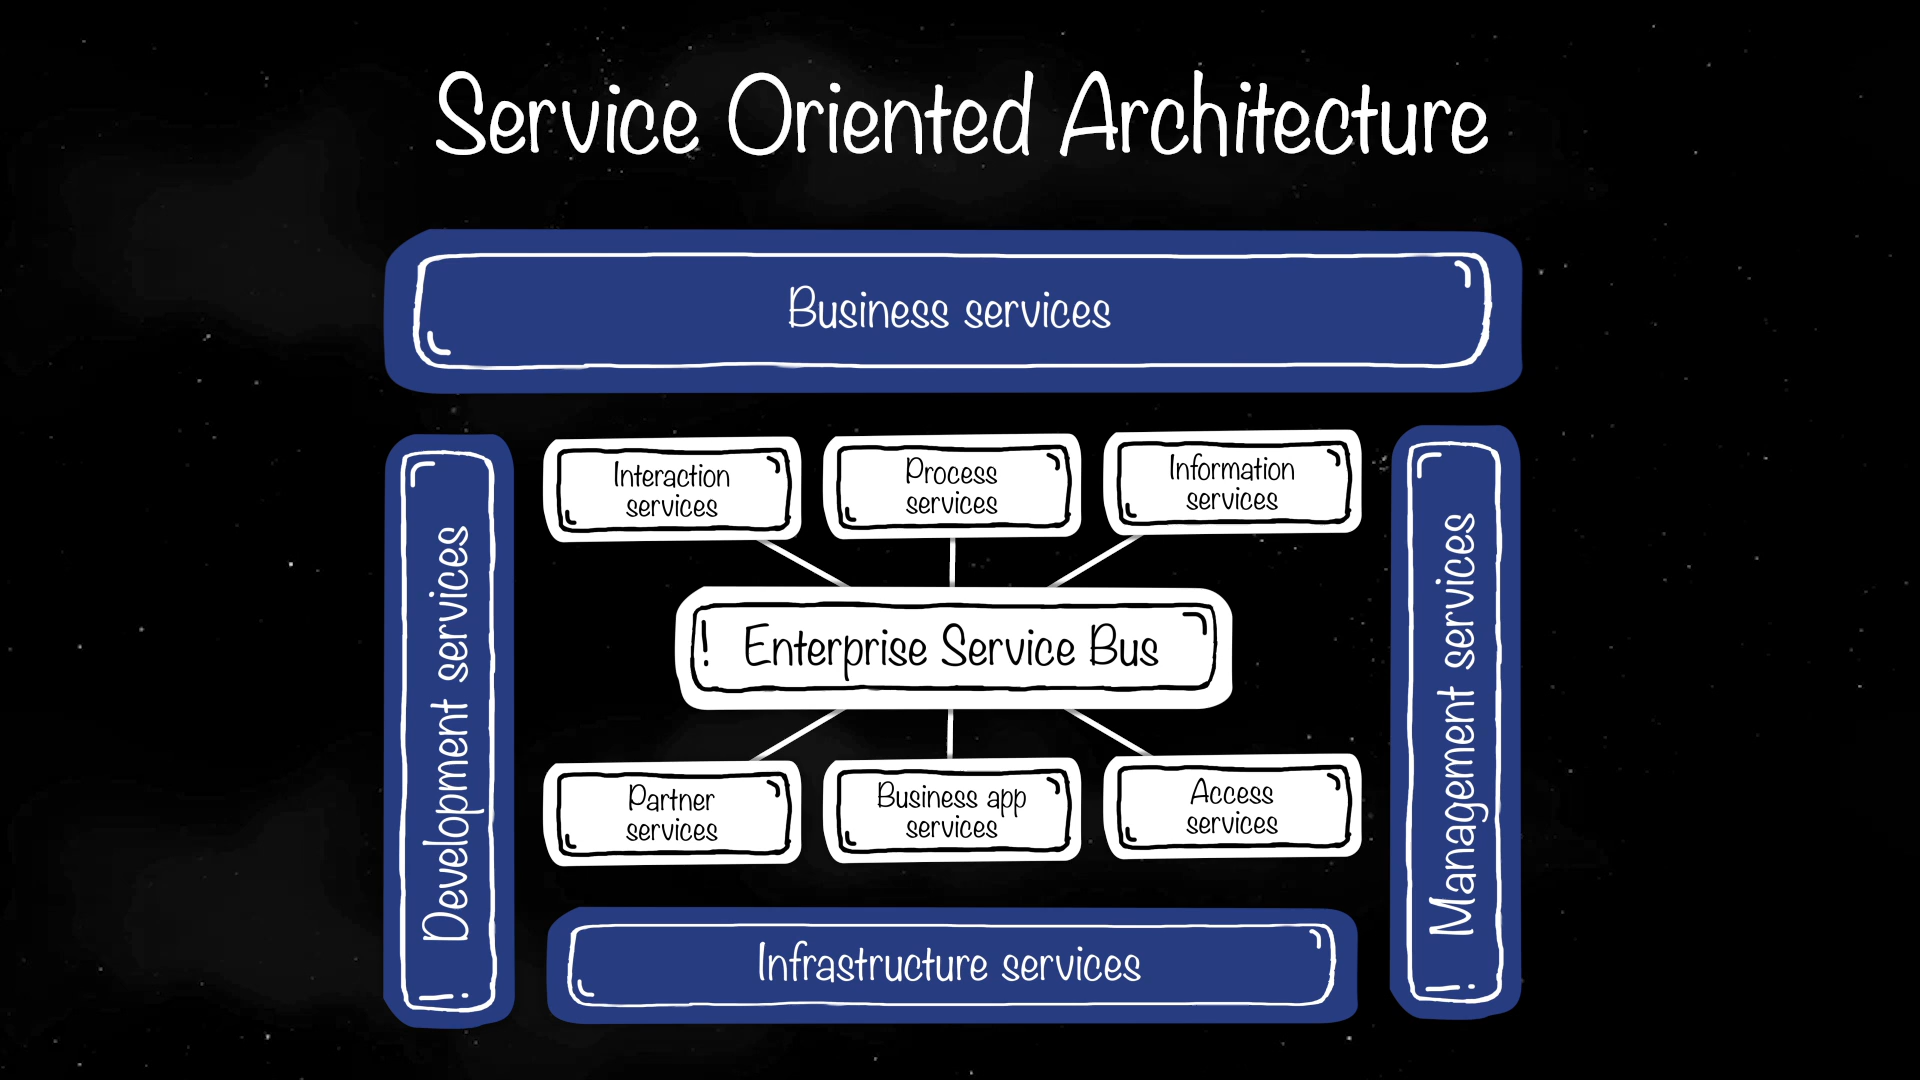 Service Oriented Architecture
Business services
Development services
Interaction
services
Process
services
Information
services
Management services
Enterprise Service Bus
Partner
services
Business app
services
Access
services
Infrastructure services